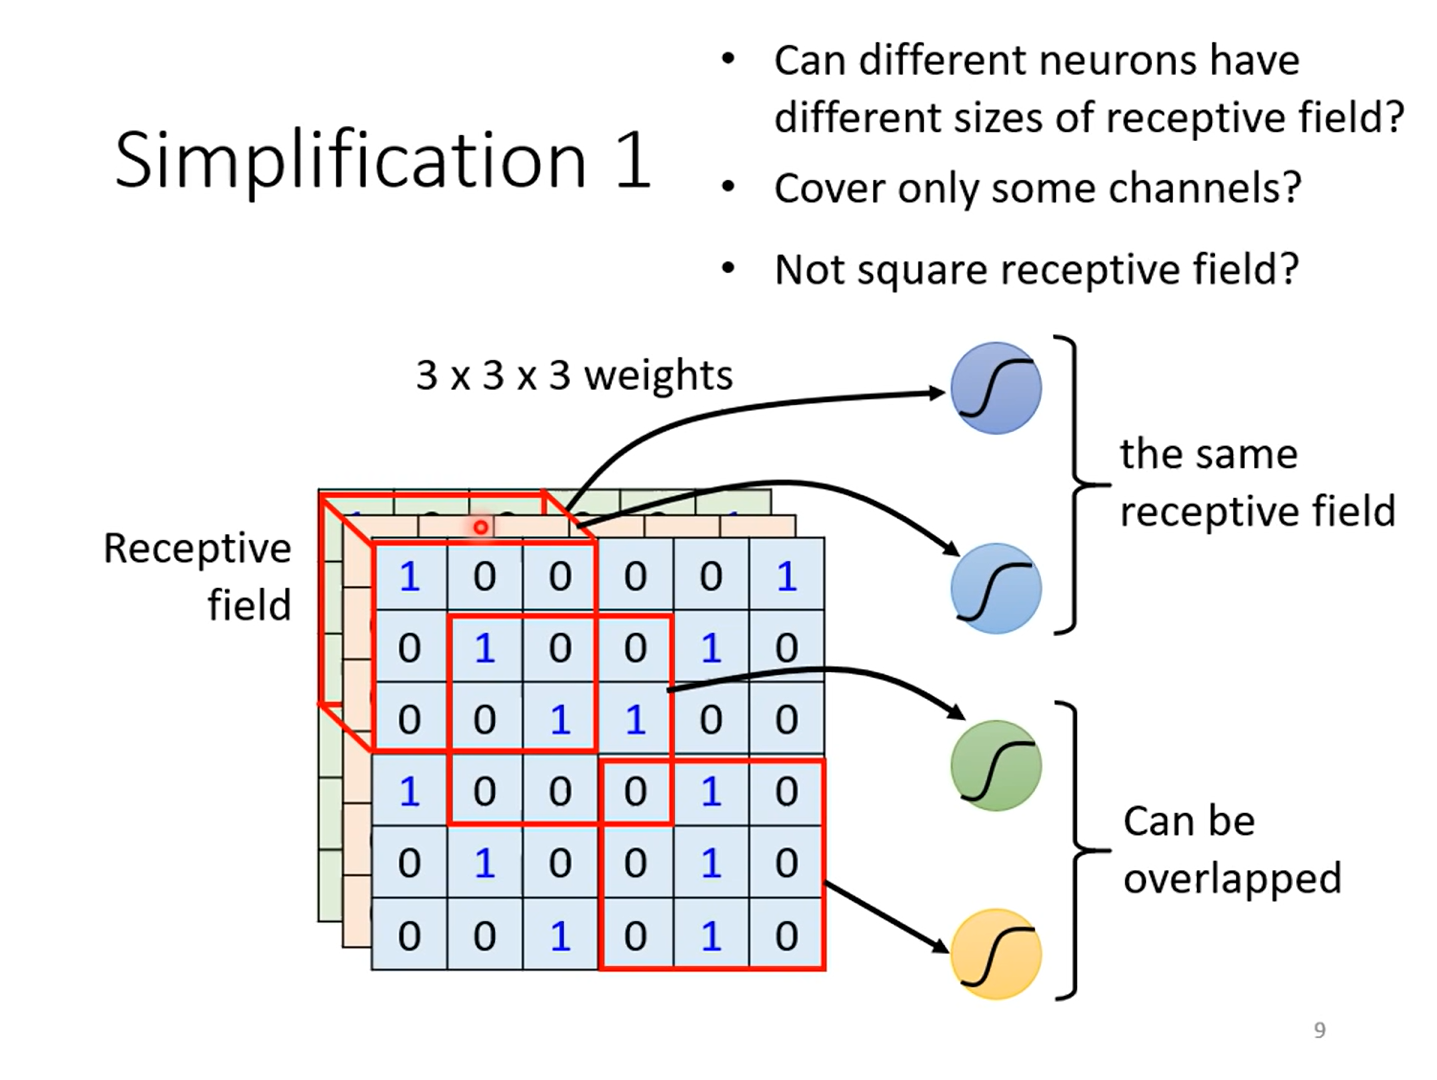 Simplification 1
• Can different neurons have
different sizes of receptive field?
• Cover only some channels?
• Not square receptive field?
3 x 3 x 3 weights
Receptive
field
1 0 0 0 0 1
0 1 0 0 1 0
0 0 1 1 0 0
1 0 0 0 1 0
0 1 0 0 1 0
0 0 1 0 1 0
the same
receptive field
Can be
overlapped
9